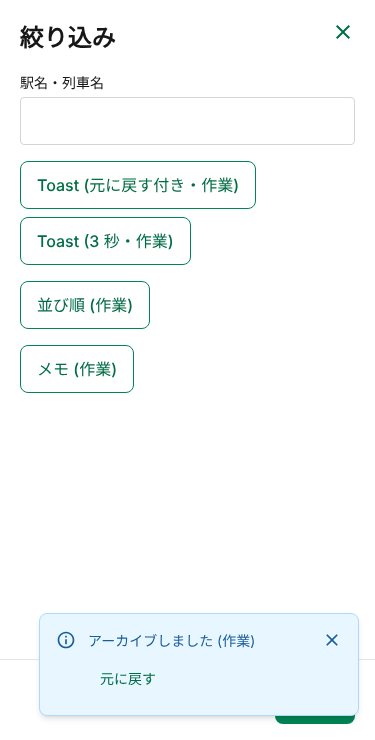 絞り込み
駅名・列車名
Toast (元に戻す付き・作業)
Toast (3 秒・作業)
並び順 (作業)
メモ (作業)
アーカイブしました (作業)
元に戻す